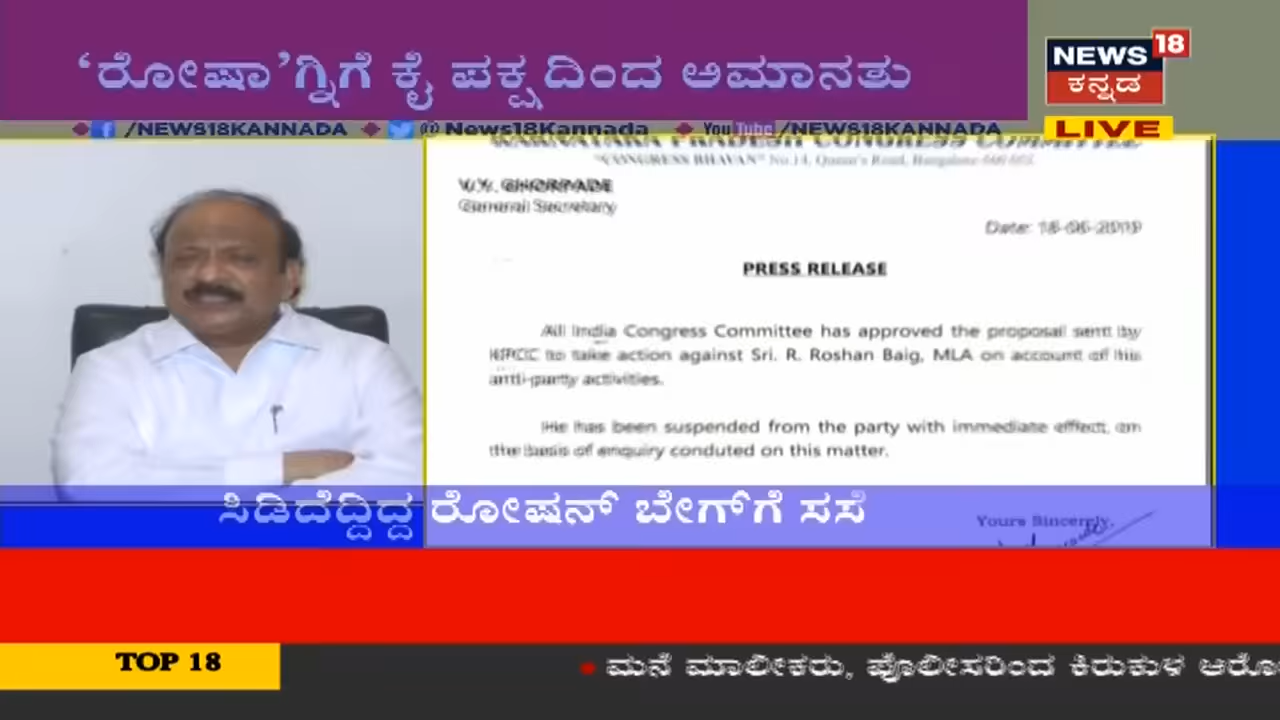 ‘ರೋಷಾ’ಗ್ನಿಗೆ ಕೈ ಪಕ್ಷದಿಂದ ಅಮಾನತು
NEWS 18
ಕನ್ನಡ
LIVE
/NEWS18KANNADA @News18Kannada YouTube/NEWS18KANNADA
KARNATAKA PRADESH CONGRESS COMMITTEE
"CONGRESS BHAVAN" No.14, Queen's Road, Bangalore
GHORPADE
General Secretary
Date: 18-06-2019
PRESS RELEASE
All India Congress Committee has approved the proposal sent by
KPCC to take action against Sri. R. Roshan Baig, MLA on account of his
anti-party activities.
He has been suspended from the party with immediate effect, on
the basis of enquiry conduted on this matter.
Yours Sincerely,
ಸಿಡಿದೆದ್ದಿದ್ದ ರೋಷನ್ ಬೇಗ್‌ಗೆ ಸಸೆ
TOP 18
ಮನೆ ಮಾಲೀಕರು, ಪೊಲೀಸರಿಂದ ಕಿರುಕುಳ ಆರೋ